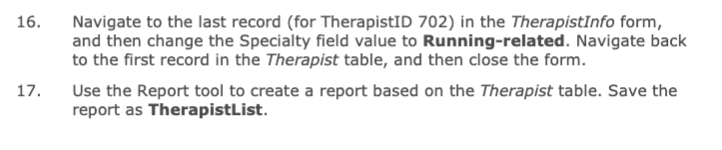 16. Navigate to the last record (for TherapistID 702) in the TherapistInfo form,
and then change the Specialty field value to Running-related. Navigate back
to the first record in the Therapist table, and then close the form.
17. Use the Report tool to create a report based on the Therapist table. Save the
report as TherapistList.